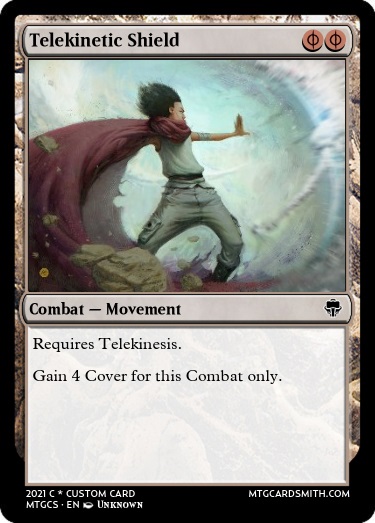 Telekinetic Shield
Combat — Movement
Requires Telekinesis.
Gain 4 Cover for this Combat only.
2021 C * CUSTOM CARD
MTGCARDSMITH.COM
MTGCS · EN Unknown